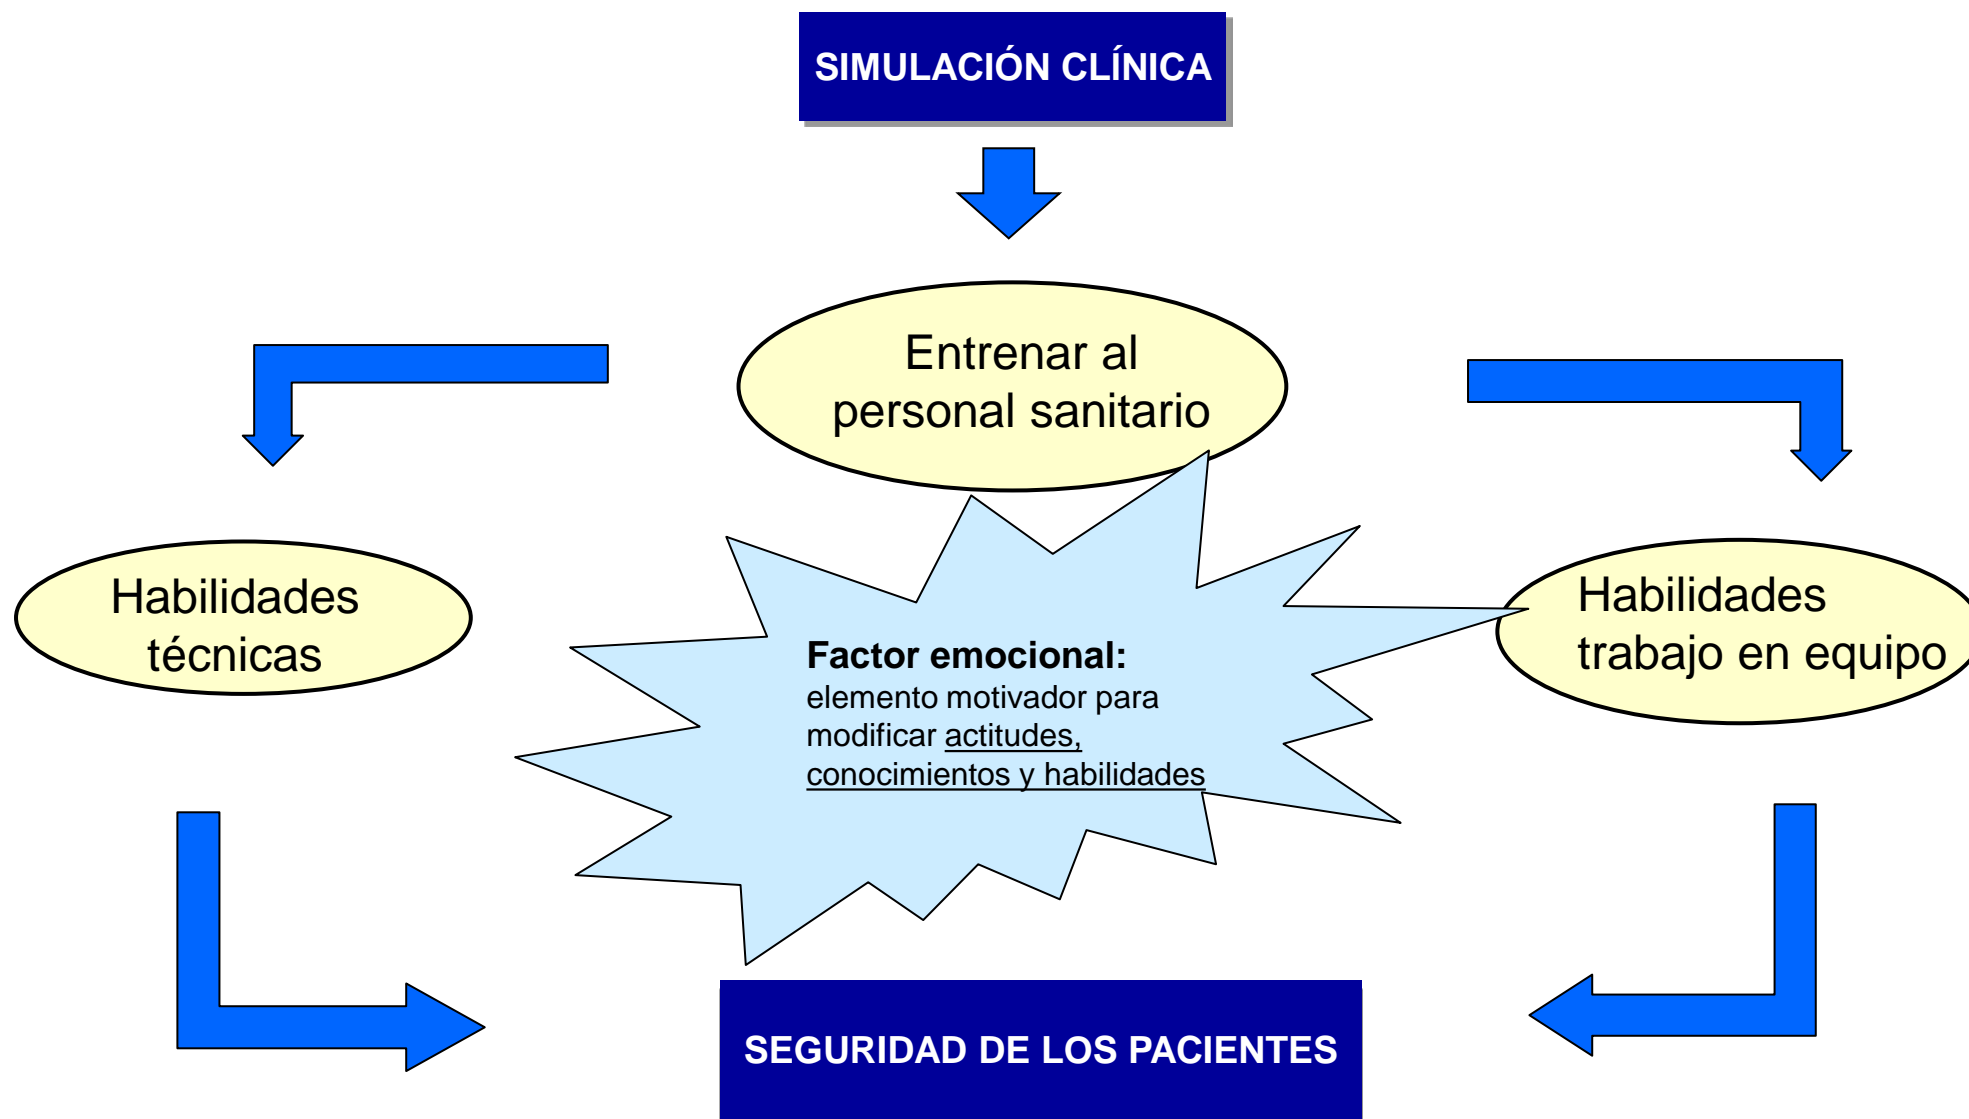 SIMULACIÓN CLÍNICA
Entrenar al
personal sanitario
Habilidades
técnicas
Factor emocional:
elemento motivador para
modificar actitudes,
conocimientos y habilidades
Habilidades
trabajo en equipo
SEGURIDAD DE LOS PACIENTES